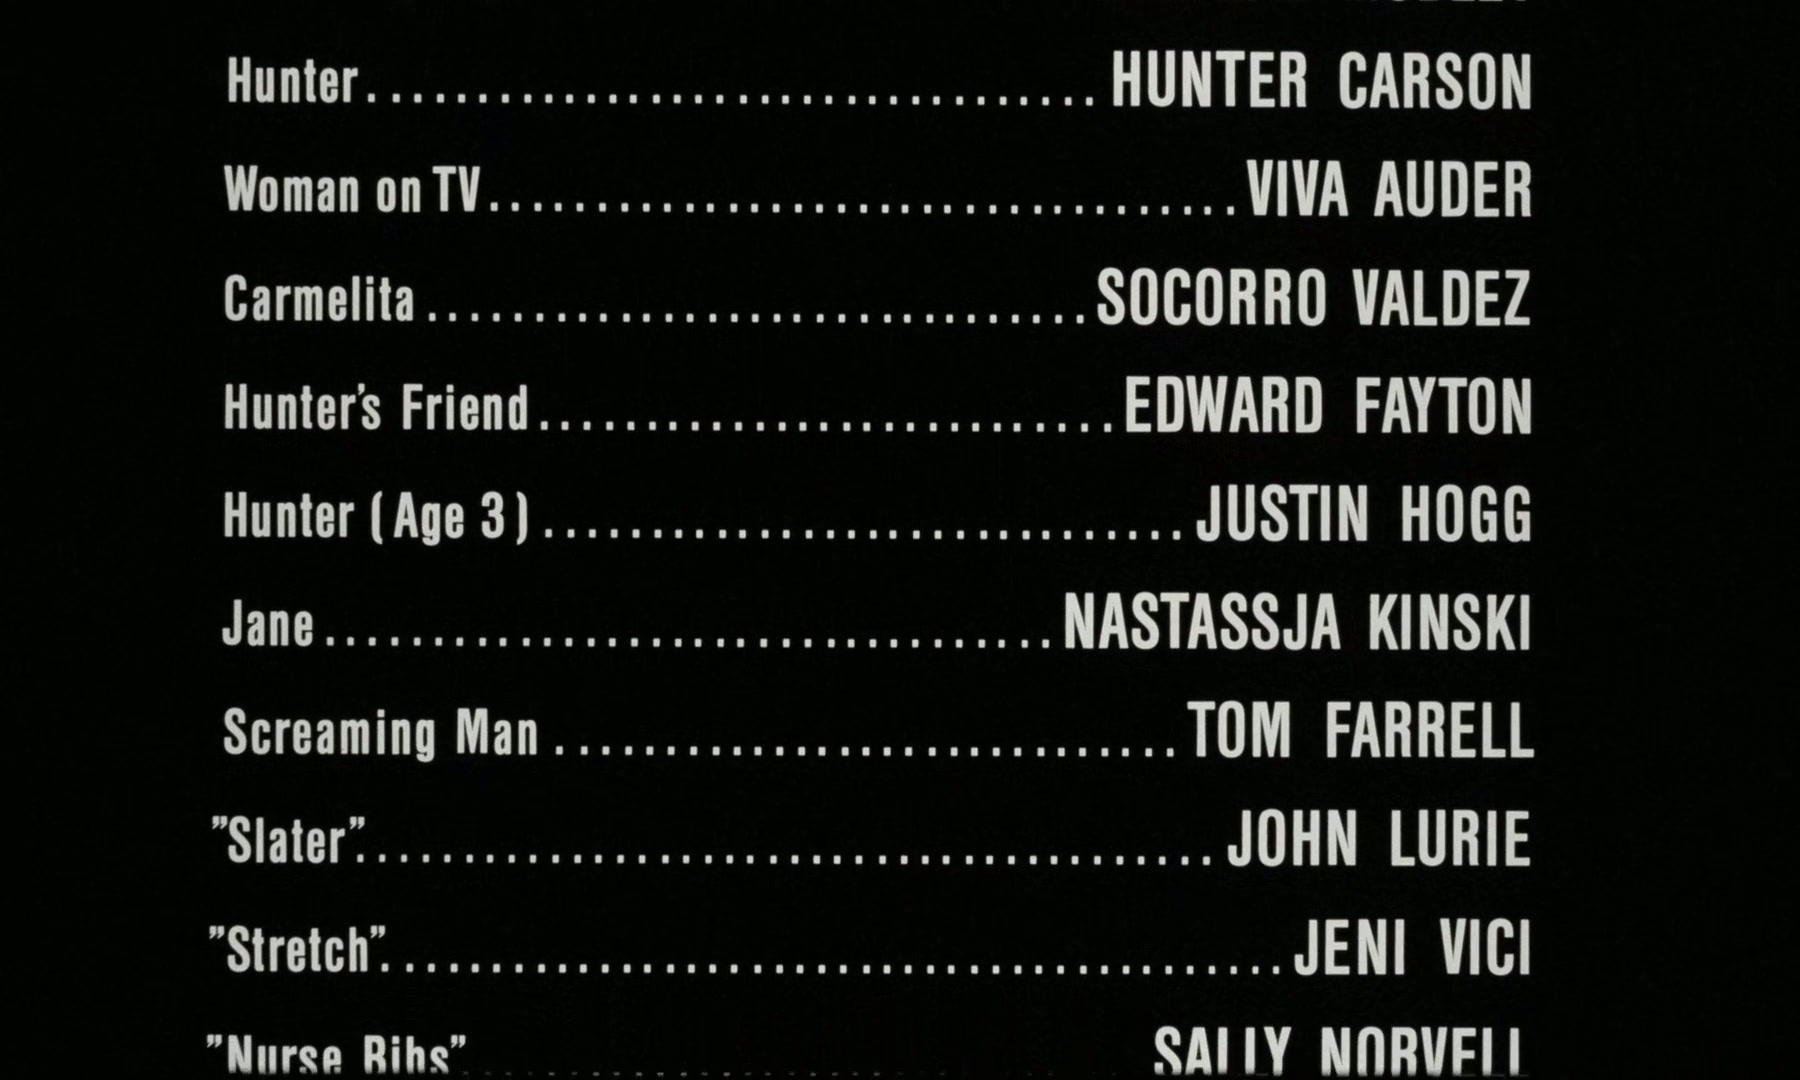 Hunter.................................. HUNTER CARSON
Woman on TV................................... VIVA AUDER
Carmelita............................... SOCORRO VALDEZ
Hunter's Friend........................... EDWARD FAYTON
Hunter (Age 3).............................. JUSTIN HOGG
Jane.................................. NASTASSJA KINSKI
Screaming Man............................. TOM FARRELL
"Slater"........................................ JOHN LURIE
"Stretch".......................................... JENI VICI
"Nurse Bibs"................................ SALLY NORVELL